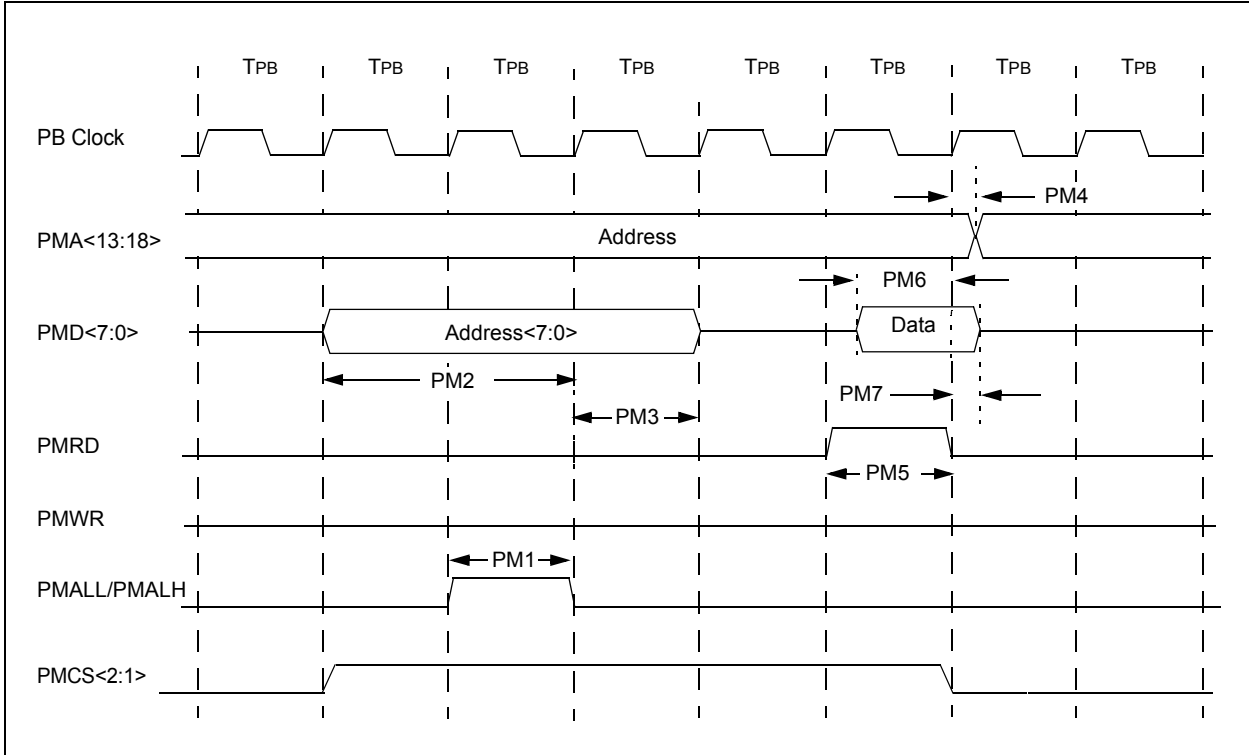 TPB TPB TPB TPB TPB TPB TPB TPB
PB Clock
PM4
PMA<13:18>
Address
PM6
PMD<7:0>
Address<7:0>
Data
PM2
PM7
PM3
PMRD
PM5
PMWR
PM1
PMALL/PMALH
PMCS<2:1>